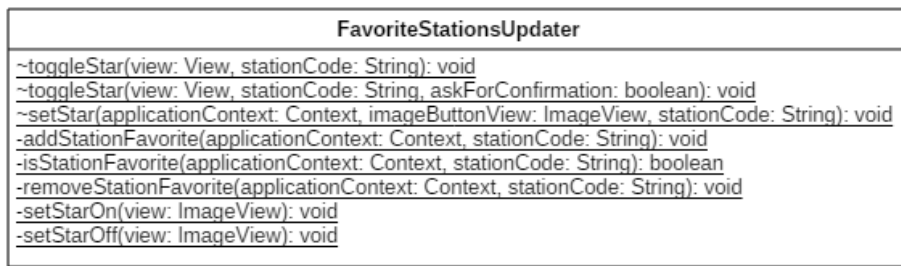 FavoriteStationsUpdater
~toggleStar(view: View, stationCode: String): void
~toggleStar(view: View, stationCode: String, askForConfirmation: boolean): void
~setStar(applicationContext: Context, imageButtonView: ImageView, stationCode: String): void
-addStationFavorite(applicationContext: Context, stationCode: String): void
-isStationFavorite(applicationContext: Context, stationCode: String): boolean
-removeStationFavorite(applicationContext: Context, stationCode: String): void
-setStarOn(view: ImageView): void
-setStarOff(view: ImageView): void